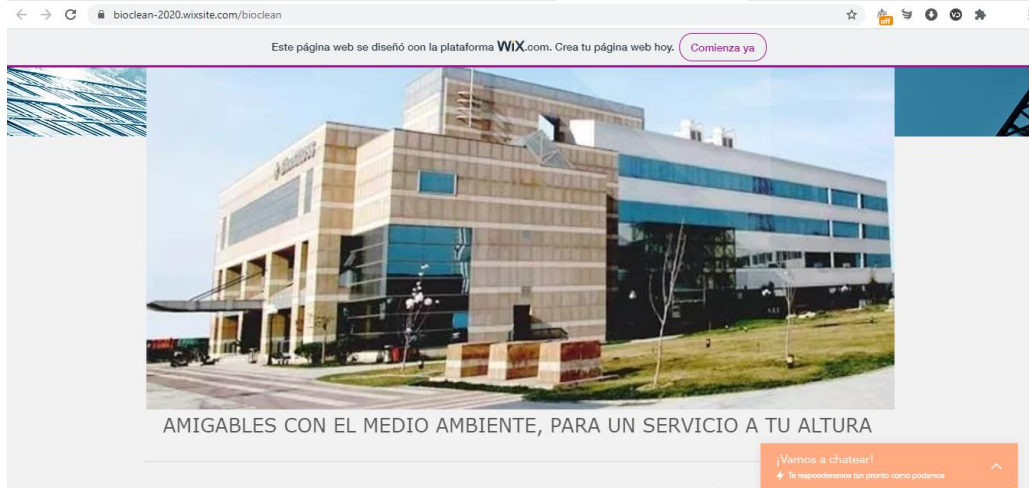 bioclean-2020.wixsite.com/bioclean
off
Este página web se diseñó con la plataforma WiX.com. Crea tu página web hoy. Comienza ya
AMIGABLES CON EL MEDIO AMBIENTE, PARA UN SERVICIO A TU ALTURA
¡Vamos a chatear!
Te responderemos tan pronto como podamos